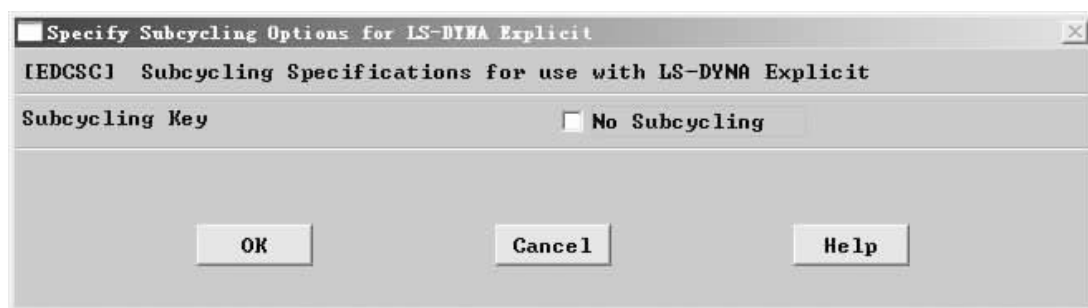 Specify Subcycling Options for LS-DYNA Explicit
[EDCSC] Subcycling Specifications for use with LS-DYNA Explicit
Subcycling Key No Subcycling
OK Cancel Help